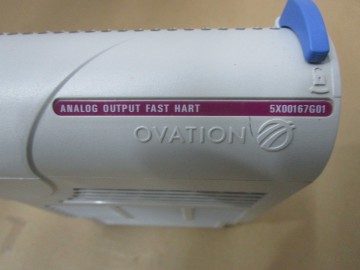 ANALOG OUTPUT FAST HART 5X00167G01
OVATION